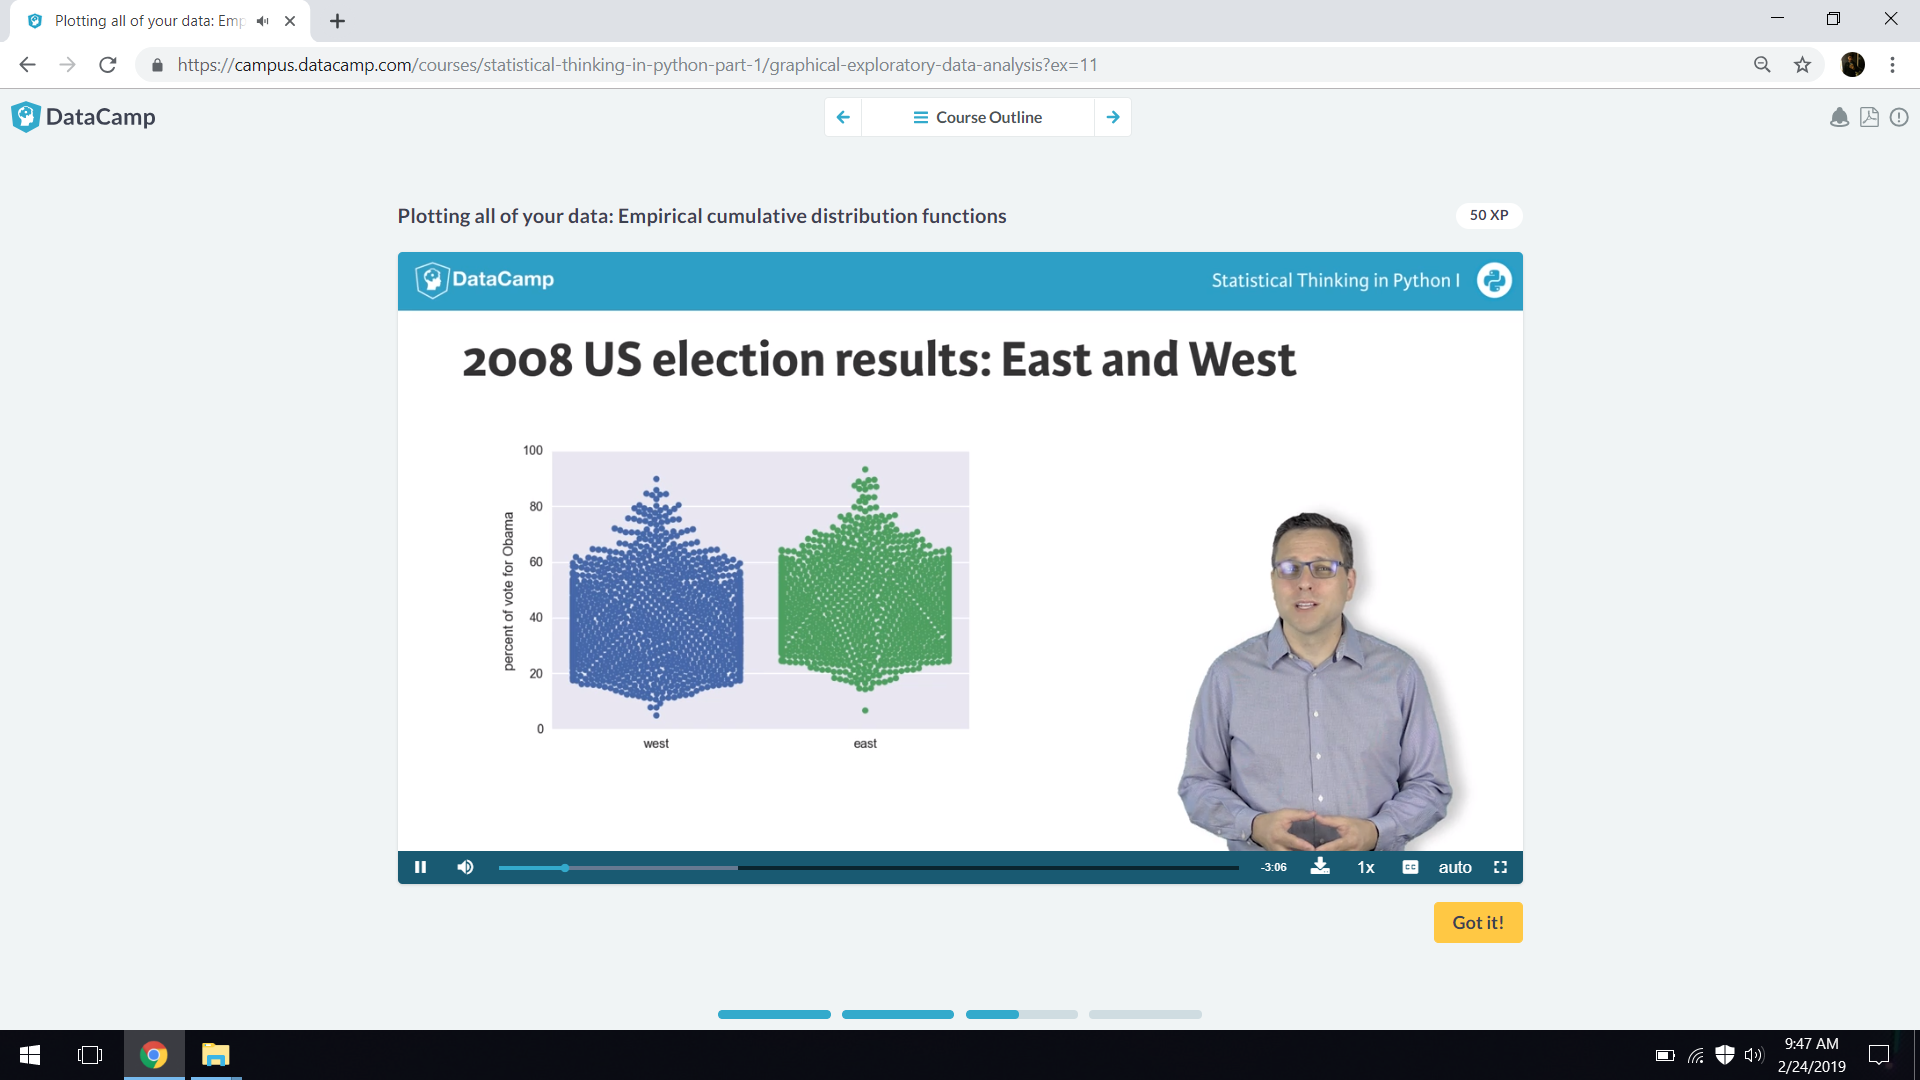 Plotting all of your data: Emp
https://campus.datacamp.com/courses/statistical-thinking-in-python-part-1/graphical-exploratory-data-analysis?ex=11
DataCamp
Course Outline
Plotting all of your data: Empirical cumulative distribution functions
50 XP
DataCamp
Statistical Thinking in Python I
2008 US election results: East and West
percent of vote for Obama
100
80
60
40
20
0
west
east
-3:06
1x
CC
auto
Got it!
9:47 AM
2/24/2019